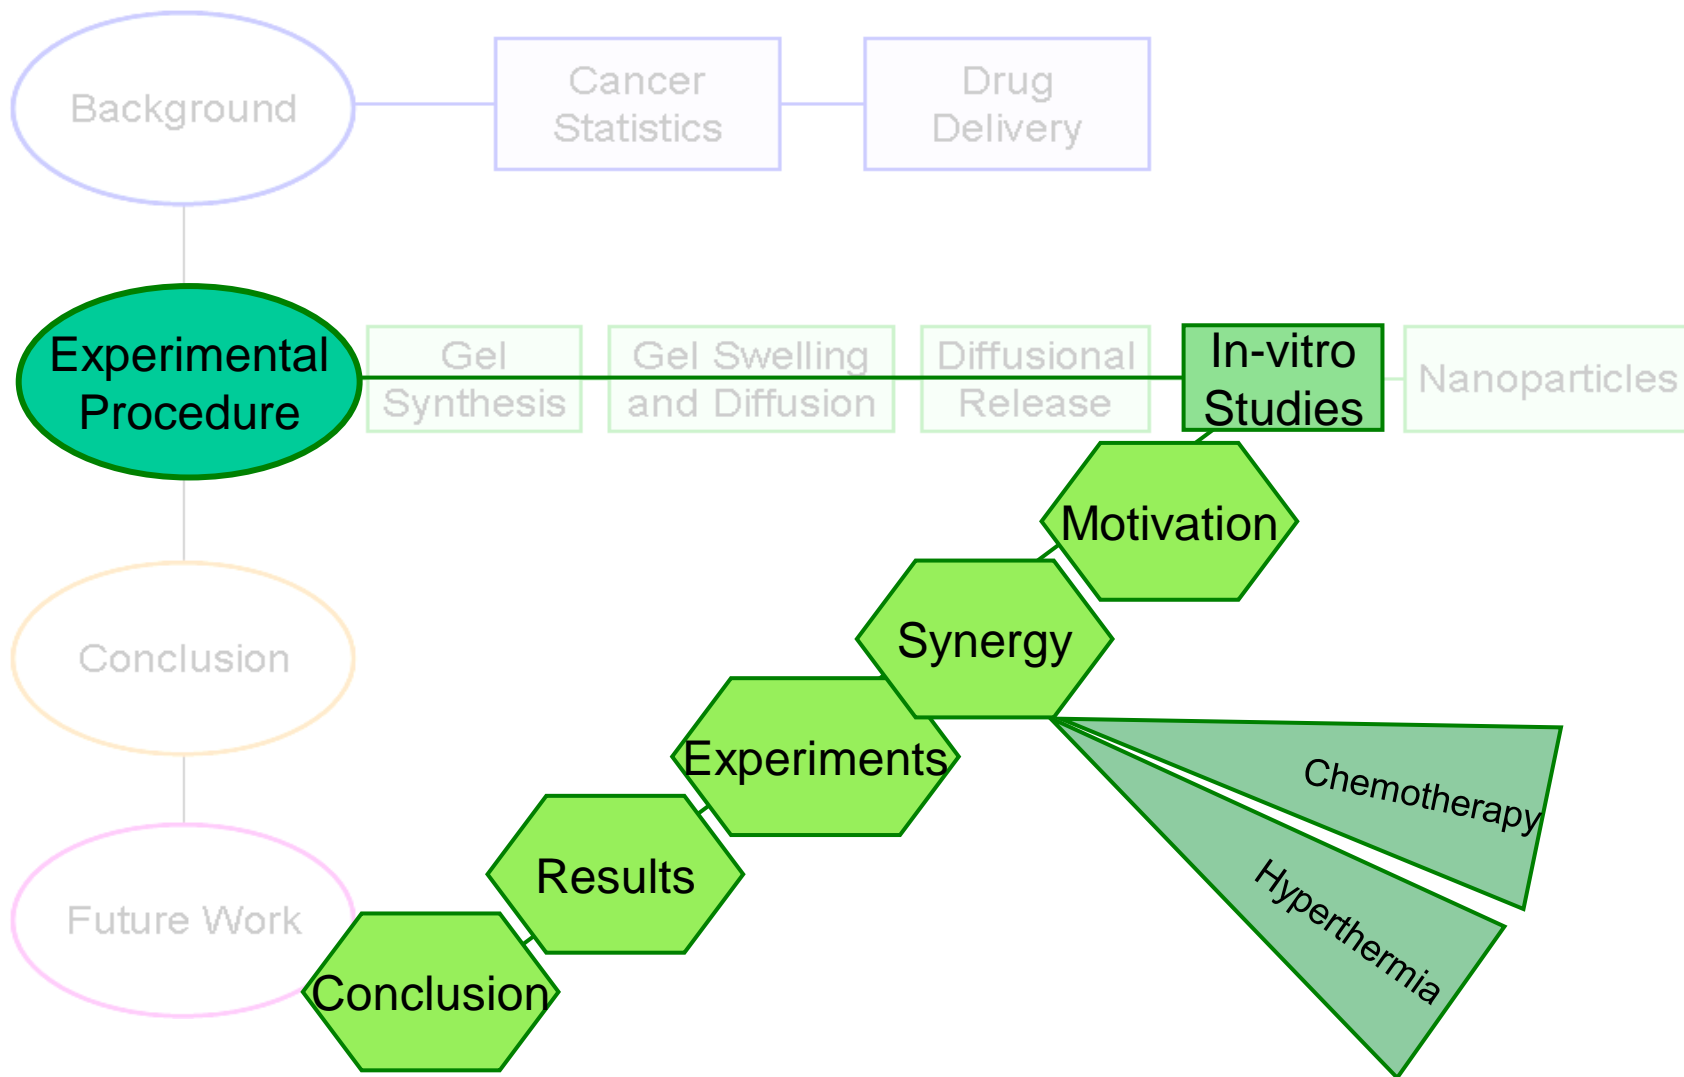 Background
Cancer
Statistics
Drug
Delivery
Experimental
Procedure
Gel
Synthesis
Gel Swelling
and Diffusion
Diffusional
Release
In-vitro
Studies
Nanoparticles
Motivation
Synergy
Chemotherapy
Hyperthermia
Experiments
Results
Conclusion
Conclusion
Future Work